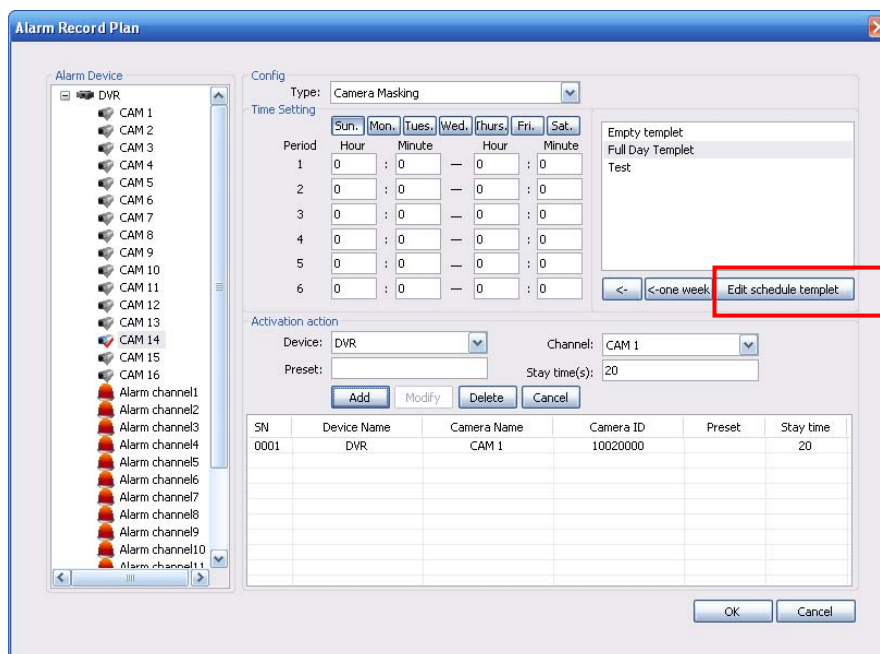 Alarm Record Plan
Alarm Device
DVR
CAM 1
CAM 2
CAM 3
CAM 4
CAM 5
CAM 6
CAM 7
CAM 8
CAM 9
CAM 10
CAM 11
CAM 12
CAM 13
CAM 14
CAM 15
CAM 16
Alarm channel1
Alarm channel2
Alarm channel3
Alarm channel4
Alarm channel5
Alarm channel6
Alarm channel7
Alarm channel8
Alarm channel9
Alarm channel10
Alarm channel11
Config
Type: Camera Masking
Time Setting
Sun. Mon. Tues. Wed. Thurs. Fri. Sat.
Period Hour Minute Hour Minute
1 0 : 0 — 0 : 0
2 0 : 0 — 0 : 0
3 0 : 0 — 0 : 0
4 0 : 0 — 0 : 0
5 0 : 0 — 0 : 0
6 0 : 0 — 0 : 0
Empty templet
Full Day Templet
Test
<- <-one week Edit schedule templet
Activation action
Device: DVR Channel: CAM 1
Preset: Stay time(s): 20
Add Modify Delete Cancel
SN Device Name Camera Name Camera ID Preset Stay time
0001 DVR CAM 1 10020000 20
OK Cancel